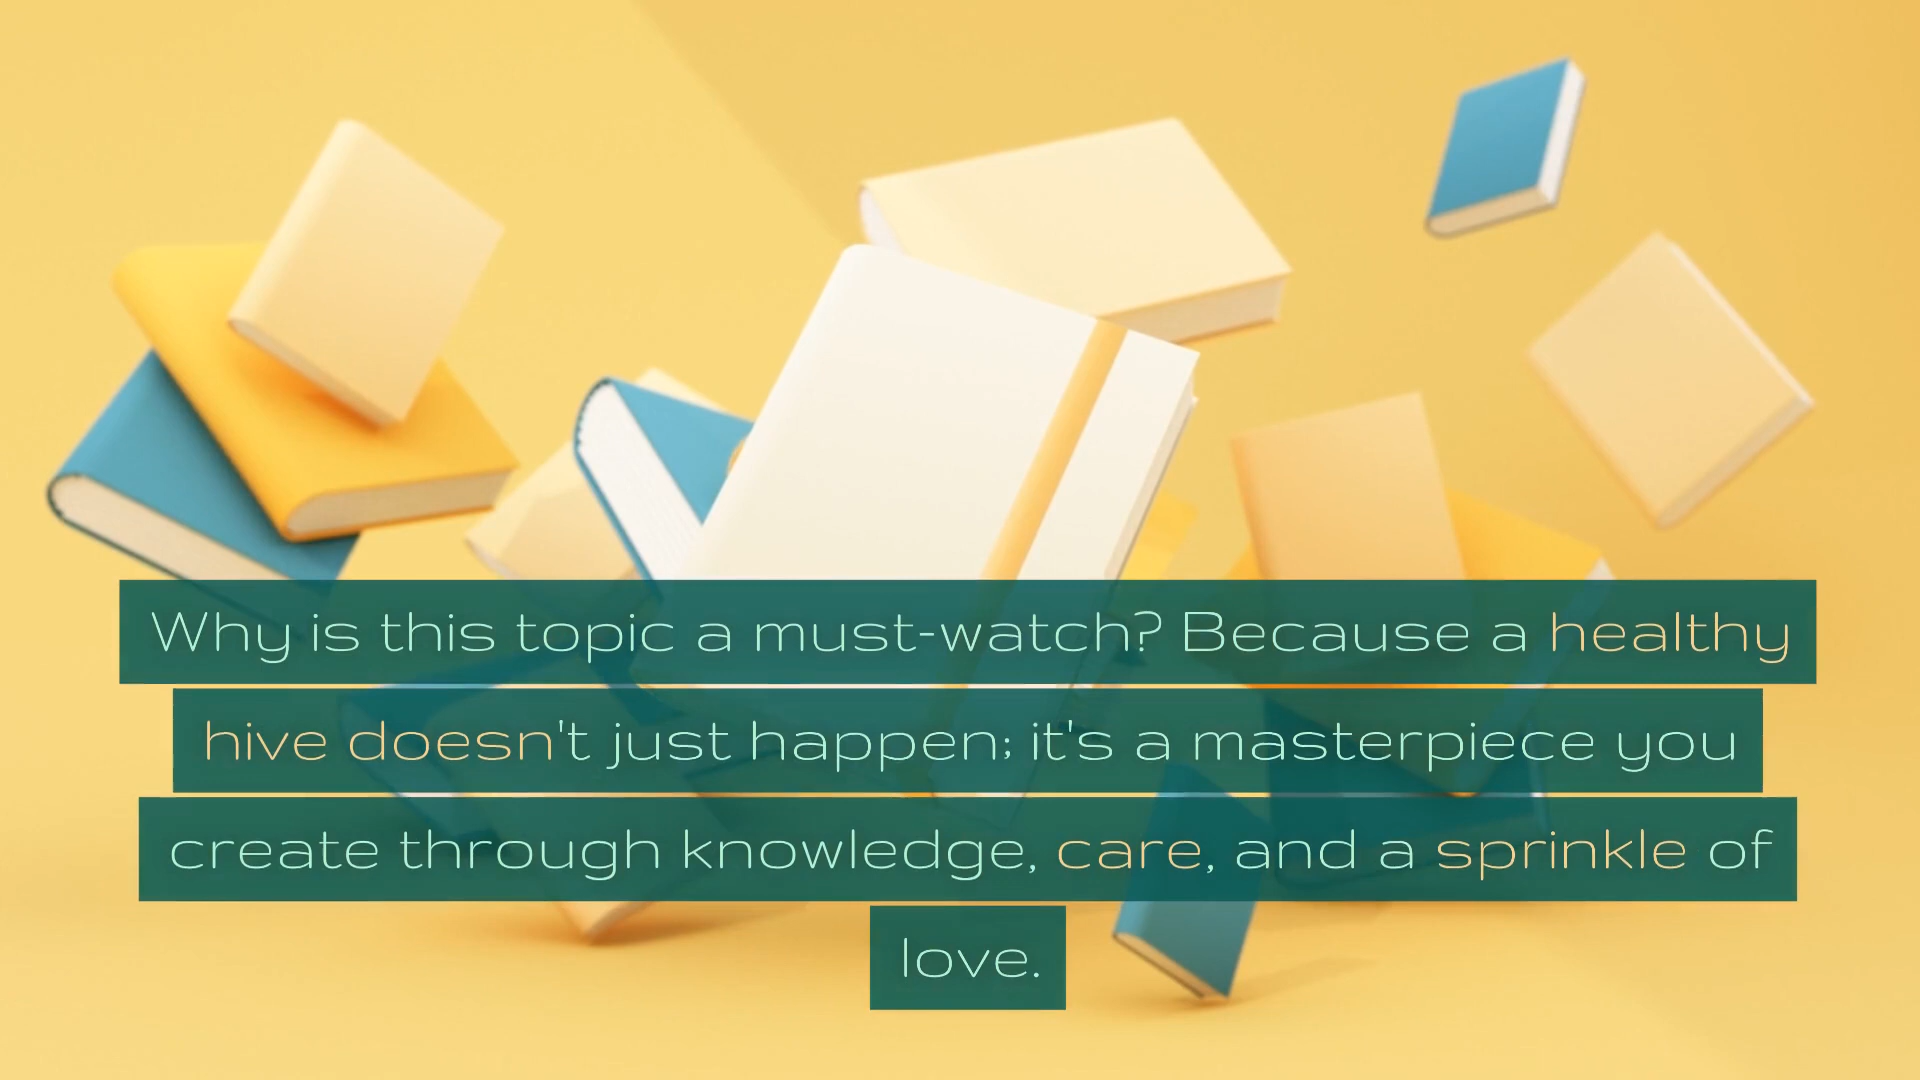 Why is this topic a must-watch? Because a healthy
hive doesn't just happen; it's a masterpiece you
create through knowledge, care, and a sprinkle of
love.